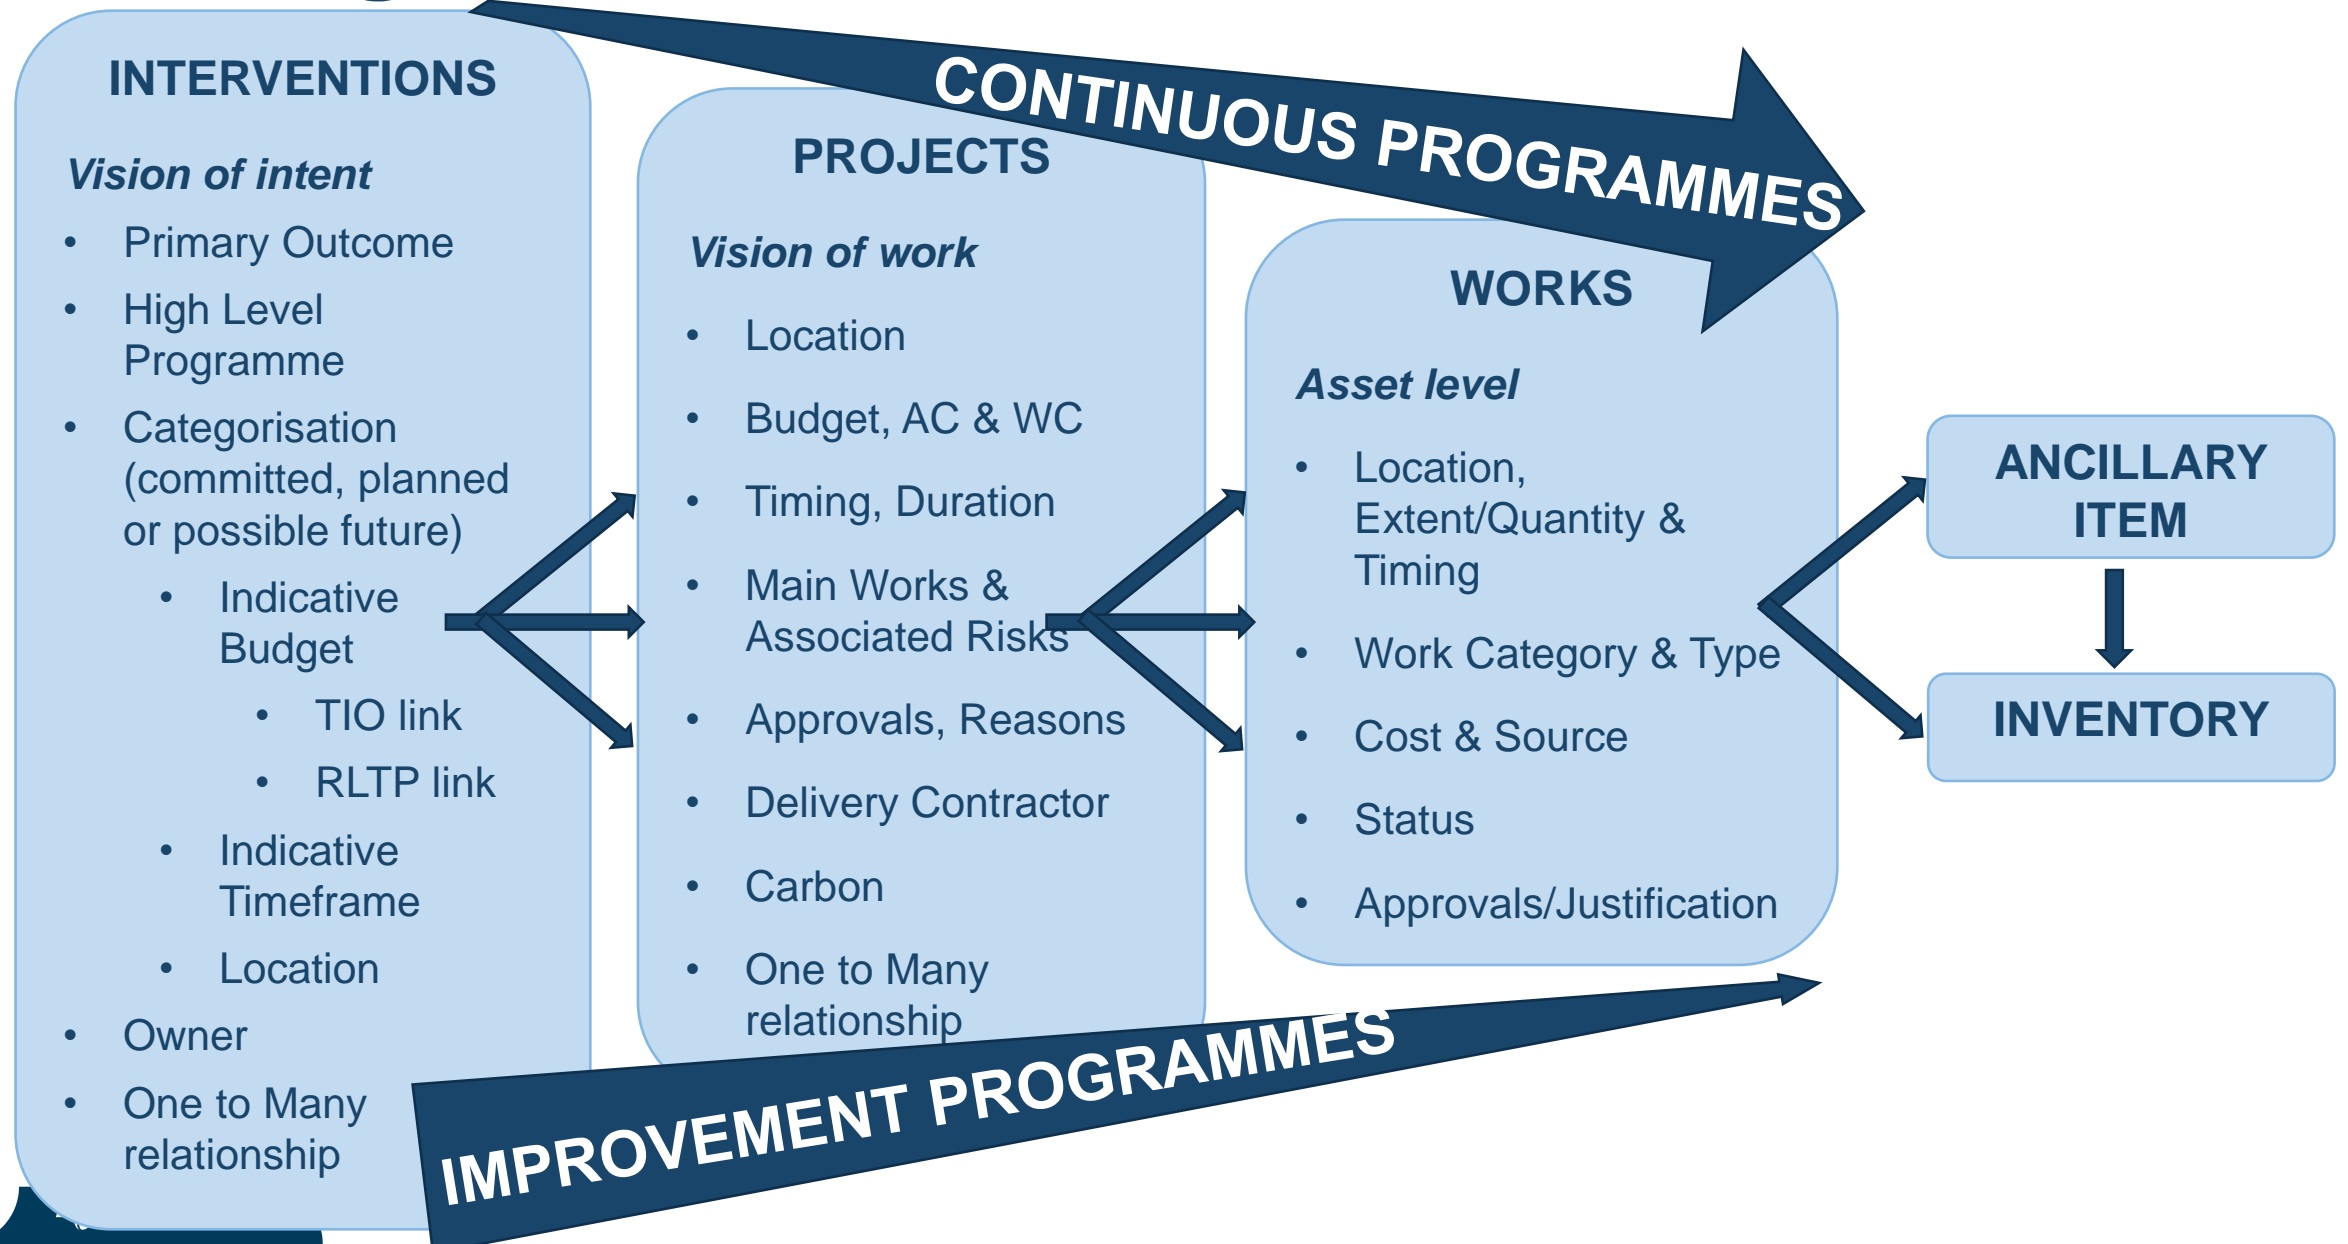 INTERVENTIONS
Vision of intent
• Primary Outcome
• High Level
Programme
• Categorisation
(committed, planned
or possible future)
• Indicative
Budget
• TIO link
• RLTP link
• Indicative
Timeframe
• Location
• Owner
• One to Many
relationship
CONTINUOUS PROGRAMMES
PROJECTS
Vision of work
• Location
• Budget, AC & WC
• Timing, Duration
• Main Works &
Associated Risks
• Approvals, Reasons
• Delivery Contractor
• Carbon
• One to Many
relationship
WORKS
Asset level
• Location,
Extent/Quantity &
Timing
• Work Category & Type
• Cost & Source
• Status
• Approvals/Justification
ANCILLARY
ITEM
INVENTORY
IMPROVEMENT PROGRAMMES